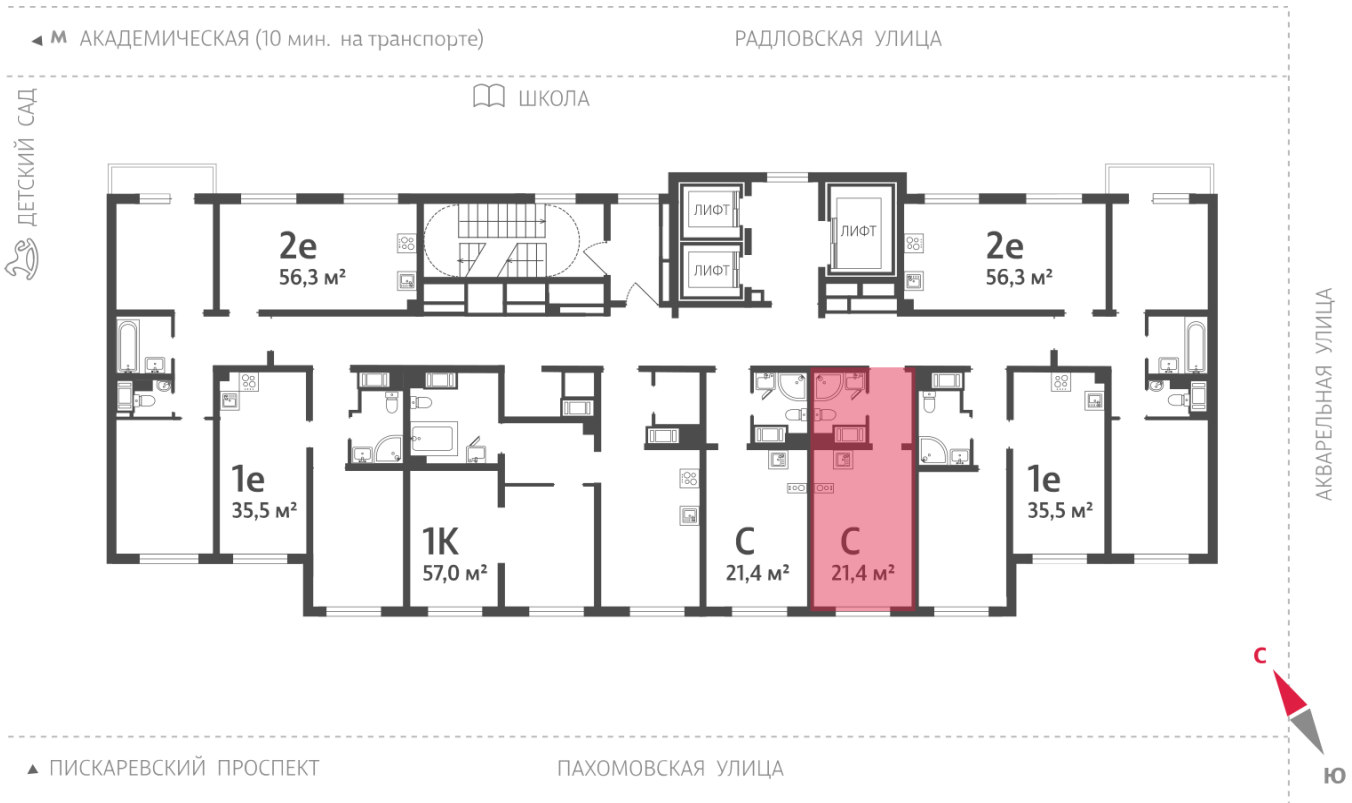 М АКАДЕМИЧЕСКАЯ (10 мин. на транспорте)
РАДЛОВСКАЯ УЛИЦА
ШКОЛА
ДЕТСКИЙ САД
ЛИФТ
ЛИФТ
ЛИФТ
2е
56,3 м²
2е
56,3 м²
АКВАРЕЛЬНАЯ УЛИЦА
1е
35,5 м²
1К
57,0 м²
С
21,4 м²
С
21,4 м²
1е
35,5 м²
С
Ю
ПИСКАРЕВСКИЙ ПРОСПЕКТ
ПАХОМОВСКАЯ УЛИЦА